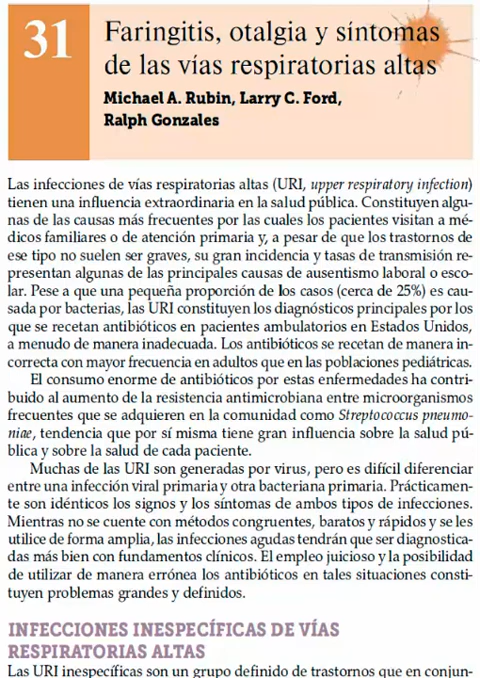 31
Faringitis, otalgia y síntomas
de las vías respiratorias altas
Michael A. Rubin, Larry C. Ford,
Ralph Gonzales
Las infecciones de vías respiratorias altas (URI, upper respiratory infection)
tienen una influencia extraordinaria en la salud pública. Constituyen algu-
nas de las causas más frecuentes por las cuales los pacientes visitan a mé-
dicos familiares o de atención primaria y, a pesar de que los trastornos de
ese tipo no suelen ser graves, su gran incidencia y tasas de transmisión re-
presentan algunas de las principales causas de ausentismo laboral o esco-
lar. Pese a que una pequeña proporción de los casos (cerca de 25%) es cau-
sada por bacterias, las URI constituyen los diagnósticos principales por los
que se recetan antibióticos en pacientes ambulatorios en Estados Unidos,
a menudo de manera inadecuada. Los antibióticos se recetan de manera in-
correcta con mayor frecuencia en adultos que en las poblaciones pediátricas.
El consumo enorme de antibióticos por estas enfermedades ha contri-
buido al aumento de la resistencia antimicrobiana entre microorganismos
frecuentes que se adquieren en la comunidad como Streptococcus pneumo-
niae, tendencia que por sí misma tiene gran influencia sobre la salud pú-
blica y sobre la salud de cada paciente.
Muchas de las URI son generadas por virus, pero es difícil diferenciar
entre una infección viral primaria y otra bacteriana primaria. Prácticamen-
te son idénticos los signos y los síntomas de ambos tipos de infecciones.
Mientras no se cuente con métodos congruentes, baratos y rápidos y se les
utilice de forma amplia, las infecciones agudas tendrán que ser diagnostica-
das más bien con fundamentos clínicos. El empleo juicioso y la posibilidad
de utilizar de manera errónea los antibióticos en tales situaciones consti-
tuyen problemas grandes y definidos.
INFECCIONES INESPECÍFICAS DE VÍAS
RESPIRATORIAS ALTAS
Las URI inespecíficas son un grupo definido de trastornos que en conjun-